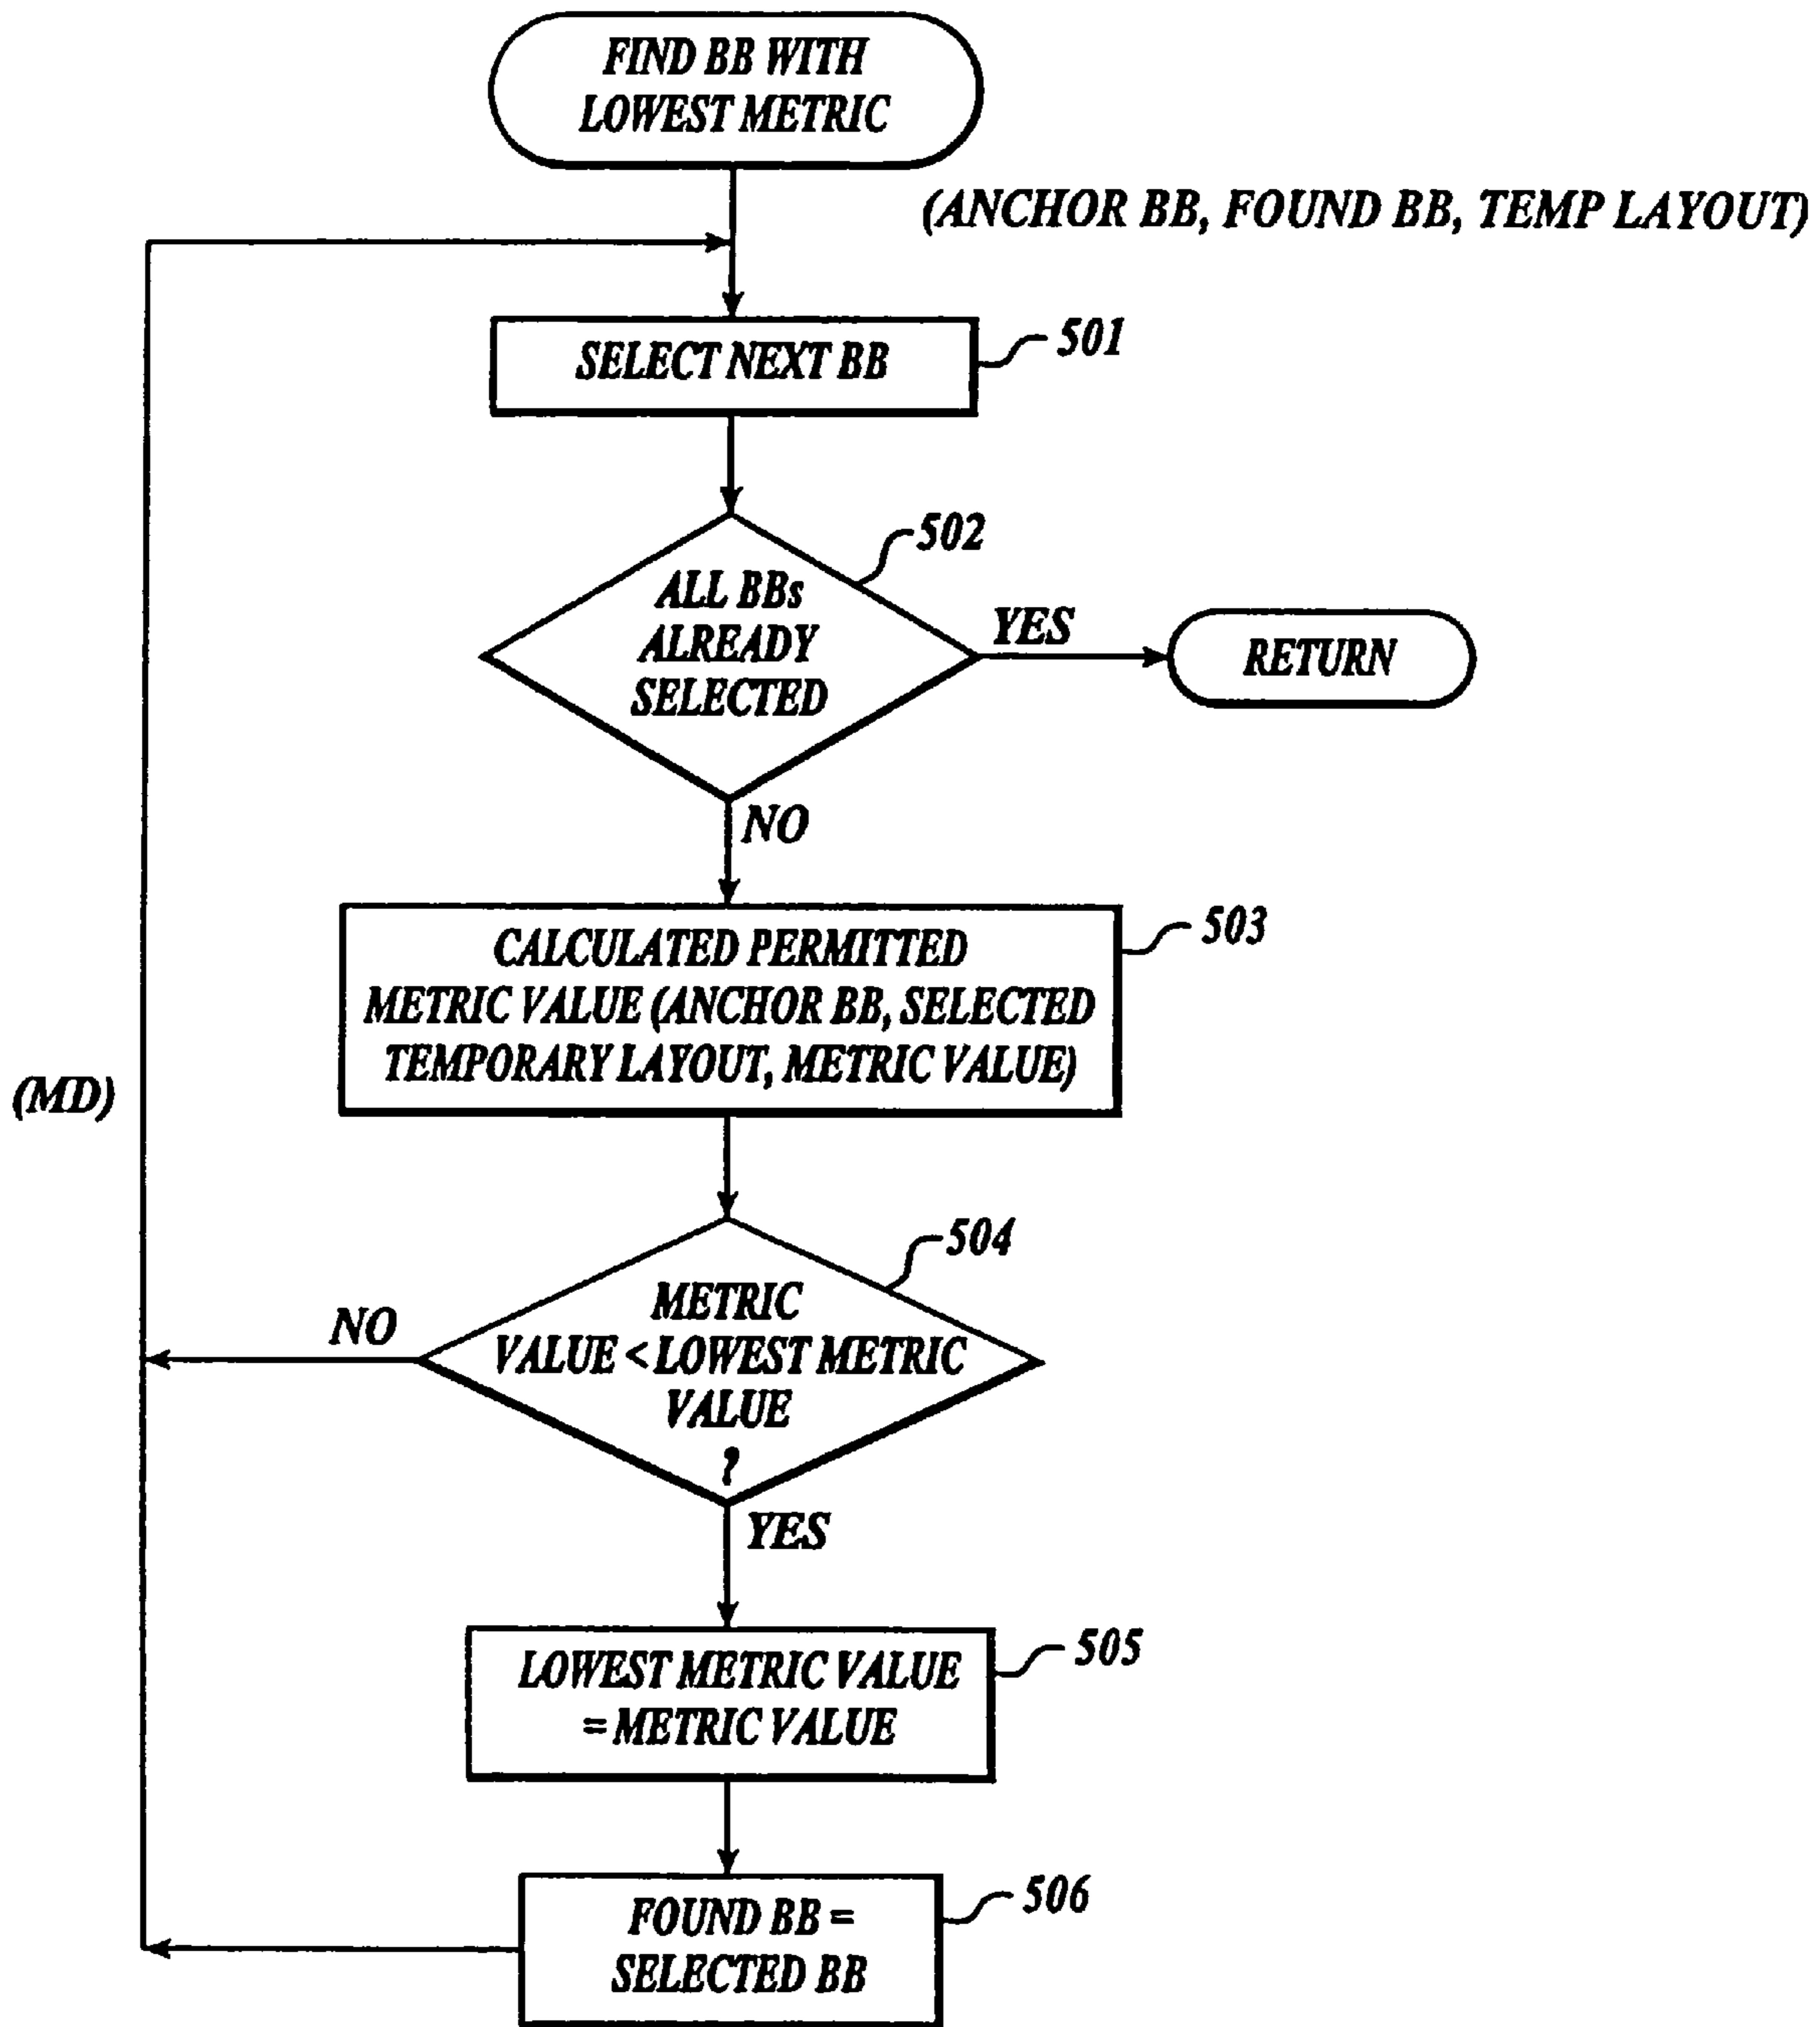 FIND BB WITH
LOWEST METRIC
(ANCHOR BB, FOUND BB, TEMP LAYOUT)
SELECT NEXT BB
501
502
ALL BBs
ALREADY
SELECTED
YES
RETURN
NO
503
CALCULATED PERMITTED
METRIC VALUE (ANCHOR BB, SELECTED
TEMPORARY LAYOUT, METRIC VALUE)
(MD)
504
METRIC
VALUE < LOWEST METRIC
VALUE
?
NO
YES
505
LOWEST METRIC VALUE
= METRIC VALUE
506
FOUND BB =
SELECTED BB